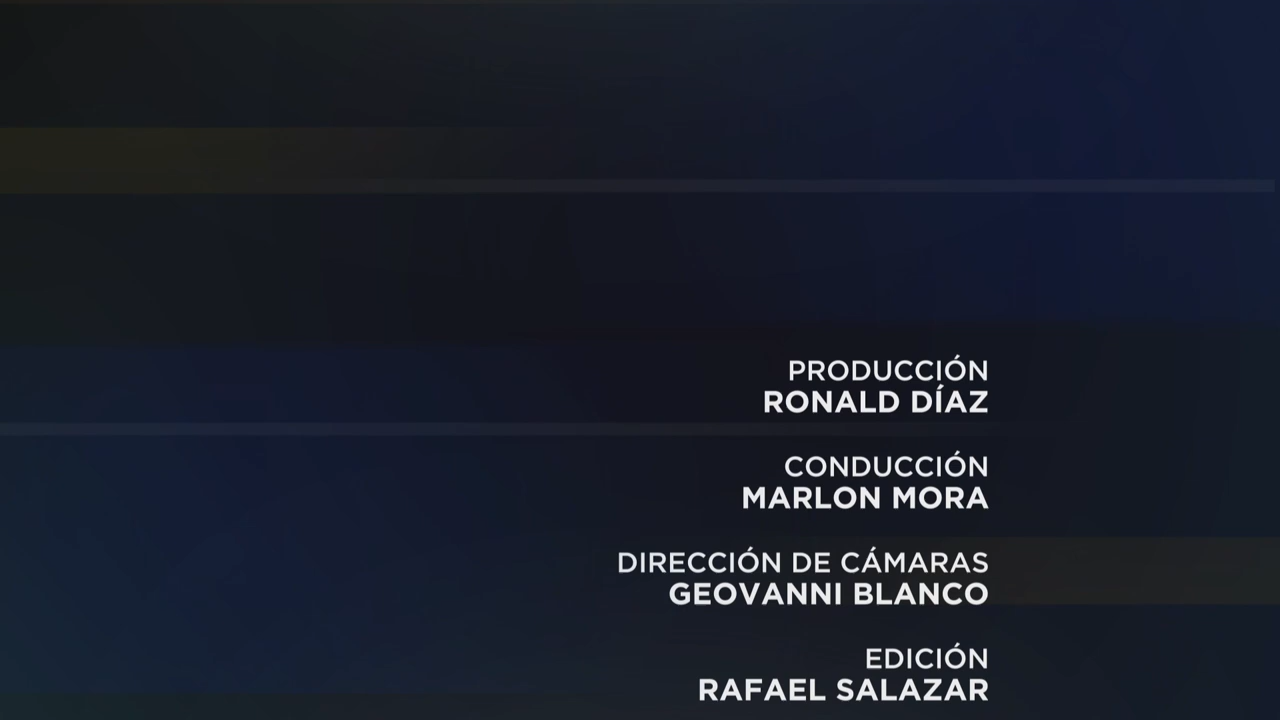 PRODUCCIÓN
RONALD DÍAZ
CONDUCCIÓN
MARLON MORA
DIRECCIÓN DE CÁMARAS
GEOVANNI BLANCO
EDICIÓN
RAFAEL SALAZAR